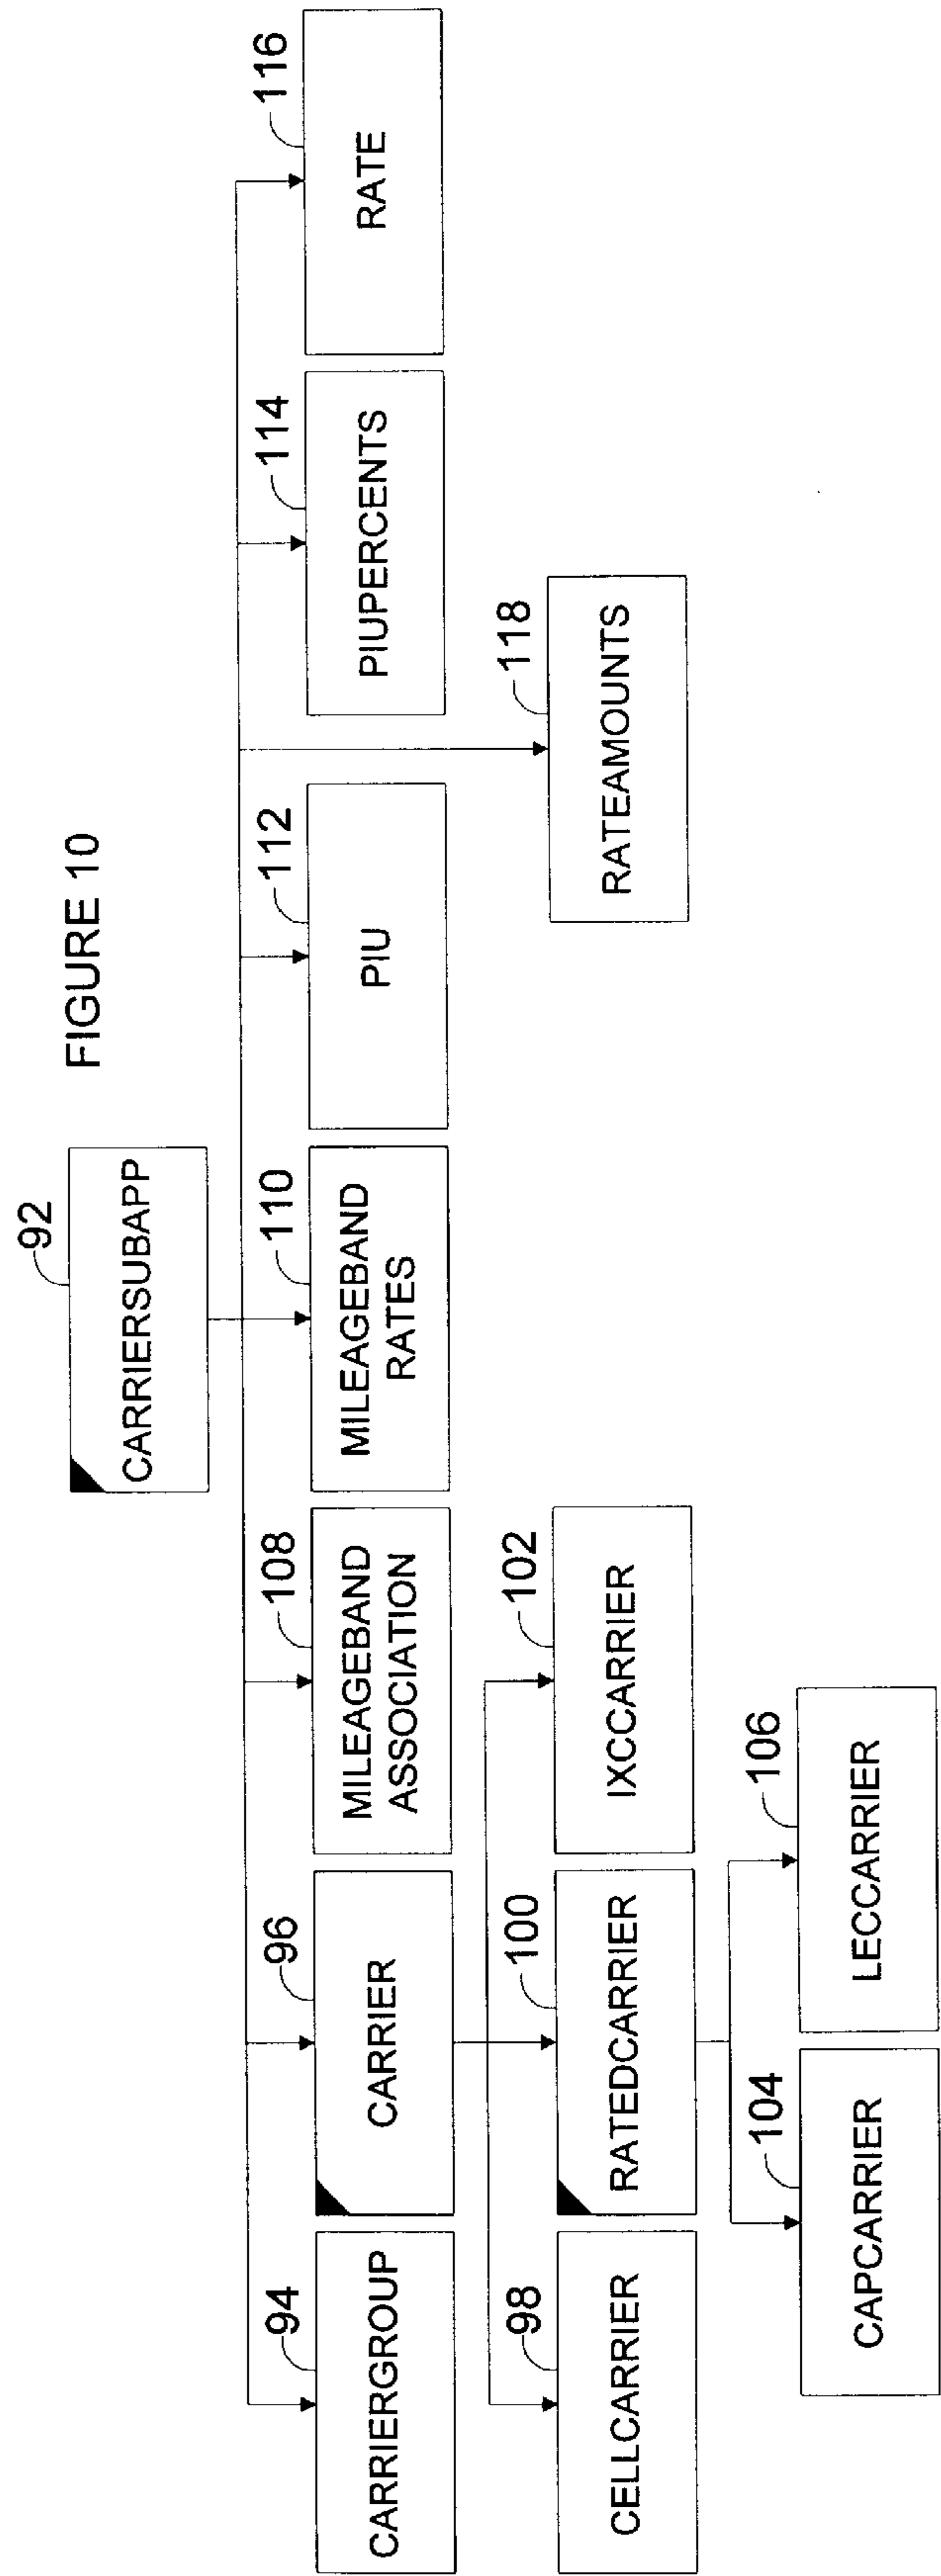 FIGURE 10
92
CARRIERSUBAPP
94
CARRIERGROUP
96
CARRIER
108
MILEAGEBAND
ASSOCIATION
110
MILEAGEBAND
RATES
112
PIU
114
PIUPERCENTS
116
RATE
98
CELLCARRIER
100
RATEDCARRIER
102
IXCCARRIER
118
RATEAMOUNTS
104
CAPCARRIER
106
LECCARRIER